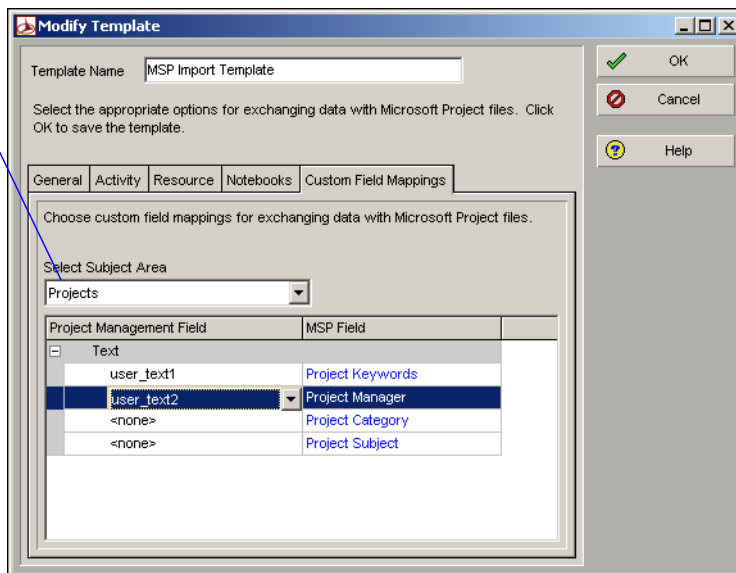 Modify Template
Template Name MSP Import Template
OK
Select the appropriate options for exchanging data with Microsoft Project files. Click
OK to save the template.
Cancel
Help
General Activity Resource Notebooks Custom Field Mappings
Choose custom field mappings for exchanging data with Microsoft Project files.
Select Subject Area
Projects
Project Management Field MSP Field
Text
user_text1 Project Keywords
user_text2 Project Manager
<none> Project Category
<none> Project Subject